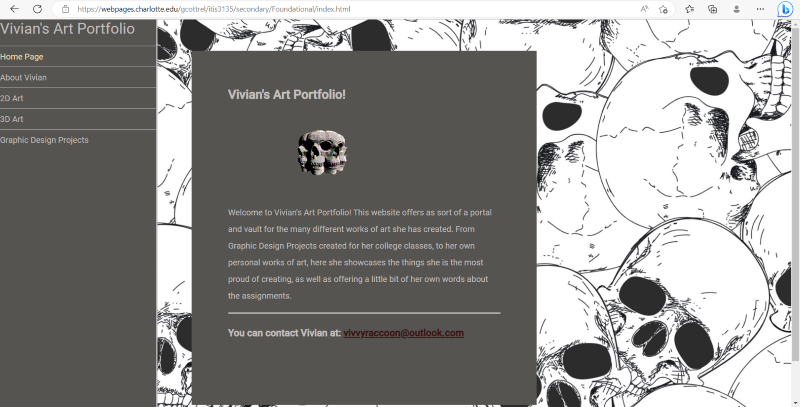 https://webpages.charlotte.edu/gcottrel/itis3135/secondary/Foundational/index.html
Vivian's Art Portfolio
Home Page
About Vivian
2D Art
3D Art
Graphic Design Projects
Vivian's Art Portfolio!
Welcome to Vivian's Art Portfolio! This website offers as sort of a portal
and vault for the many different works of art she has created. From
Graphic Design Projects created for her college classes, to her own
personal works of art, here she showcases the things she is the most
proud of creating, as well as offering a little bit of her own words about
the assignments.
You can contact Vivian at: vivvyraccoon@outlook.com